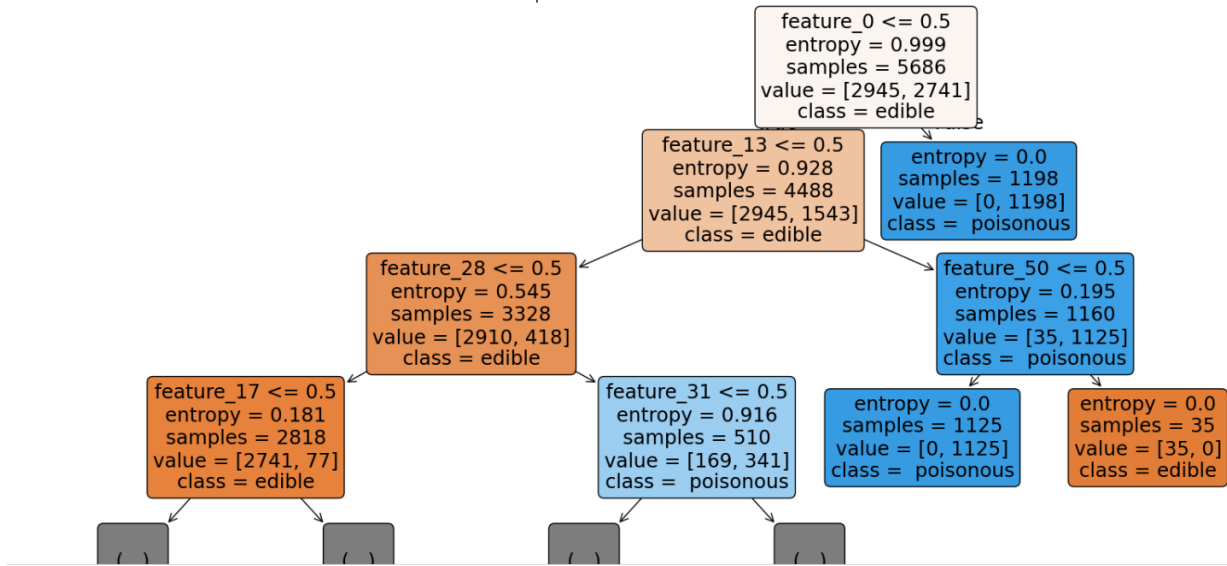 feature_0 <= 0.5
entropy = 0.999
samples = 5686
value = [2945, 2741]
class = edible
feature_13 <= 0.5
entropy = 0.928
samples = 4488
value = [2945, 1543]
class = edible
entropy = 0.0
samples = 1198
value = [0, 1198]
class =  poisonous
feature_28 <= 0.5
entropy = 0.545
samples = 3328
value = [2910, 418]
class = edible
feature_50 <= 0.5
entropy = 0.195
samples = 1160
value = [35, 1125]
class =  poisonous
feature_17 <= 0.5
entropy = 0.181
samples = 2818
value = [2741, 77]
class = edible
feature_31 <= 0.5
entropy = 0.916
samples = 510
value = [169, 341]
class =  poisonous
entropy = 0.0
samples = 1125
value = [0, 1125]
class =  poisonous
entropy = 0.0
samples = 35
value = [35, 0]
class = edible